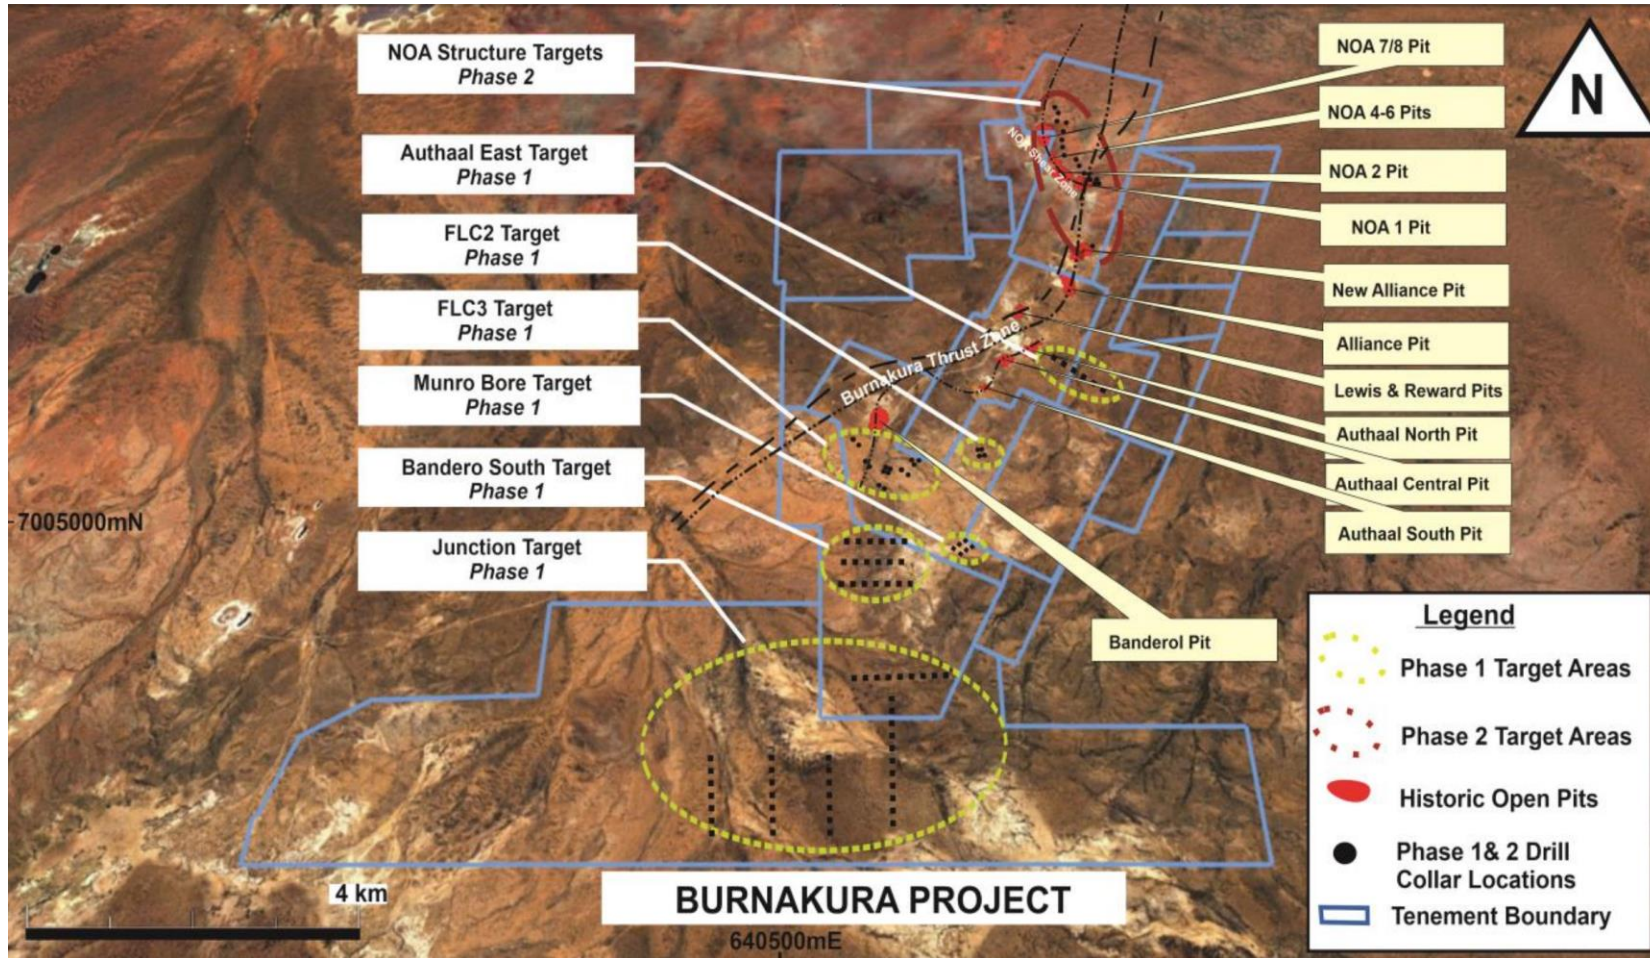 NOA Structure Targets
Phase 2
Authaal East Target
Phase 1
FLC2 Target
Phase 1
FLC3 Target
Phase 1
Munro Bore Target
Phase 1
Bandero South Target
Phase 1
Junction Target
Phase 1
7005000mN
NOA Shear Zone
Burnakura Thrust Zone
NOA 7/8 Pit
NOA 4-6 Pits
NOA 2 Pit
NOA 1 Pit
New Alliance Pit
Alliance Pit
Lewis & Reward Pits
Authaal North Pit
Authaal Central Pit
Authaal South Pit
Banderol Pit
N
Legend
Phase 1 Target Areas
Phase 2 Target Areas
Historic Open Pits
Phase 1& 2 Drill
Collar Locations
Tenement Boundary
4 km
BURNAKURA PROJECT
640500mE